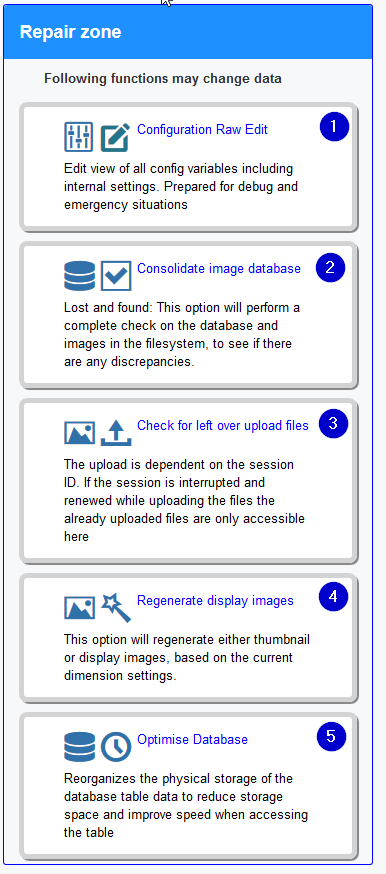 Repair zone
Following functions may change data
Configuration Raw Edit
1
Edit view of all config variables including
internal settings. Prepared for debug and
emergency situations
Consolidate image database
2
Lost and found: This option will perform a
complete check on the database and
images in the filesystem, to see if there
are any discrepancies.
Check for left over upload files
3
The upload is dependent on the session
ID. If the session is interrupted and
renewed while uploading the files the
already uploaded files are only accessible
here
Regenerate display images
4
This option will regenerate either thumbnail
or display images, based on the current
dimension settings.
Optimise Database
5
Reorganizes the physical storage of the
database table data to reduce storage
space and improve speed when accessing
the table